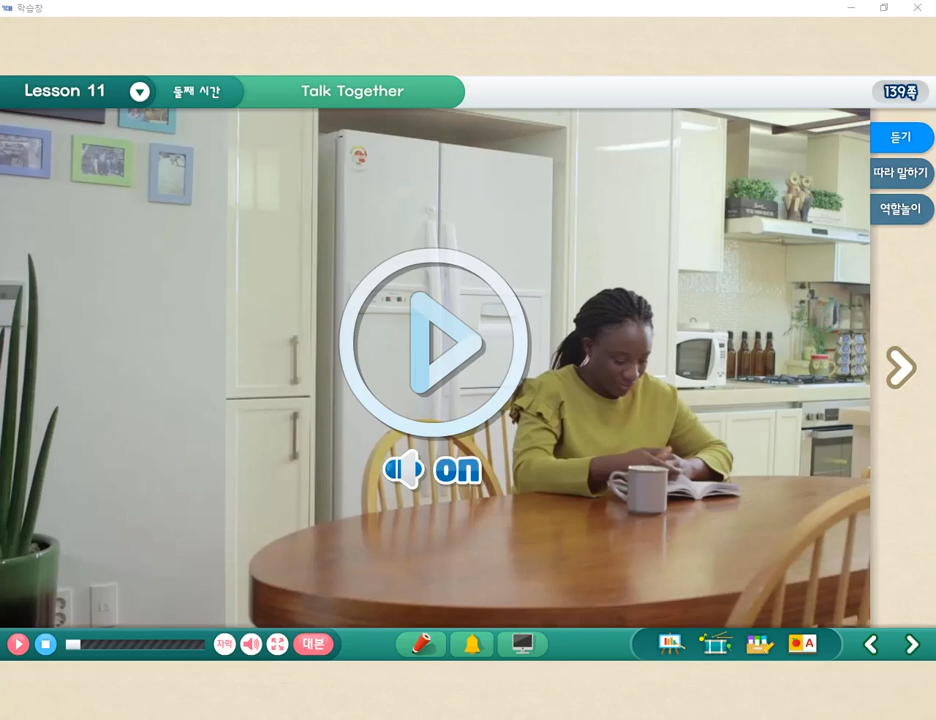 학습창
Lesson 11
둘째 시간
Talk Together
139쪽
듣기
따라 말하기
역할놀이
on
자막
대본
A